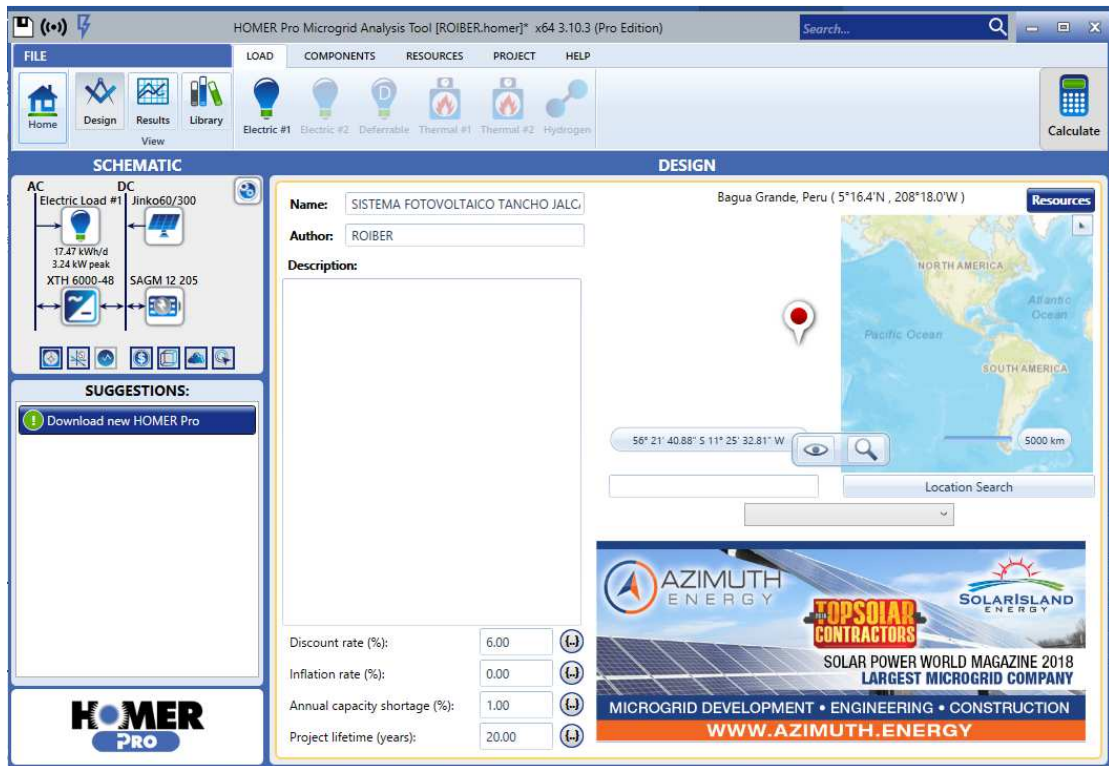 HOMER Pro Microgrid Analysis Tool [ROIBER.homer]* x64 3.10.3 (Pro Edition)
Search...
FILE
LOAD COMPONENTS RESOURCES PROJECT HELP
Home
Design Results Library
View
Electric #1 Electric #2 Deferrable Thermal #1 Thermal #2 Hydrogen
D
Calculate
SCHEMATIC
AC DC
Electric Load #1 Jinko60/300
17.47 kWh/d
3.24 kW peak
XTH 6000-48 SAGM 12 205
SUGGESTIONS:
Download new HOMER Pro
HOMER
PRO
DESIGN
Name: SISTEMA FOTOVOLTAICO TANCHO JALC
Author: ROIBER
Description:
Discount rate (%): 6.00 {..}
Inflation rate (%): 0.00 {..}
Annual capacity shortage (%): 1.00 {..}
Project lifetime (years): 20.00 {..}
Bagua Grande, Peru ( 5°16.4'N , 208°18.0'W )
Resources
NORTH AMERICA
Atlantic
Ocean
Pacific Ocean
SOUTH AMERICA
56° 21' 40.88" S 11° 25' 32.81" W
5000 km
Location Search
AZIMUTH
ENERGY
2018
TOPSOLAR
CONTRACTORS
SOLARISLAND
ENERGY
SOLAR POWER WORLD MAGAZINE 2018
LARGEST MICROGRID COMPANY
MICROGRID DEVELOPMENT • ENGINEERING • CONSTRUCTION
WWW.AZIMUTH.ENERGY